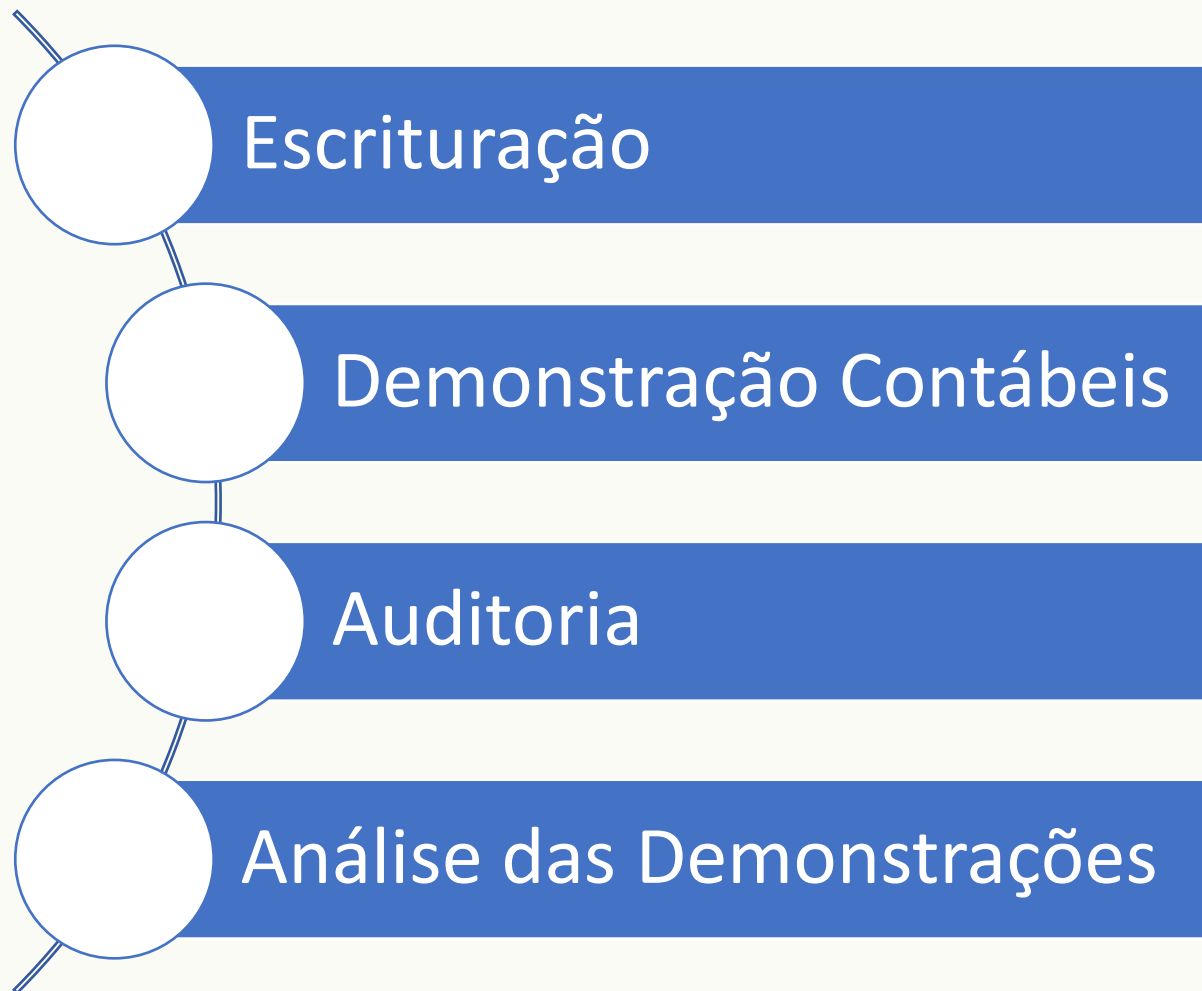 Escrituração
Demonstração Contábeis
Auditoria
Análise das Demonstrações